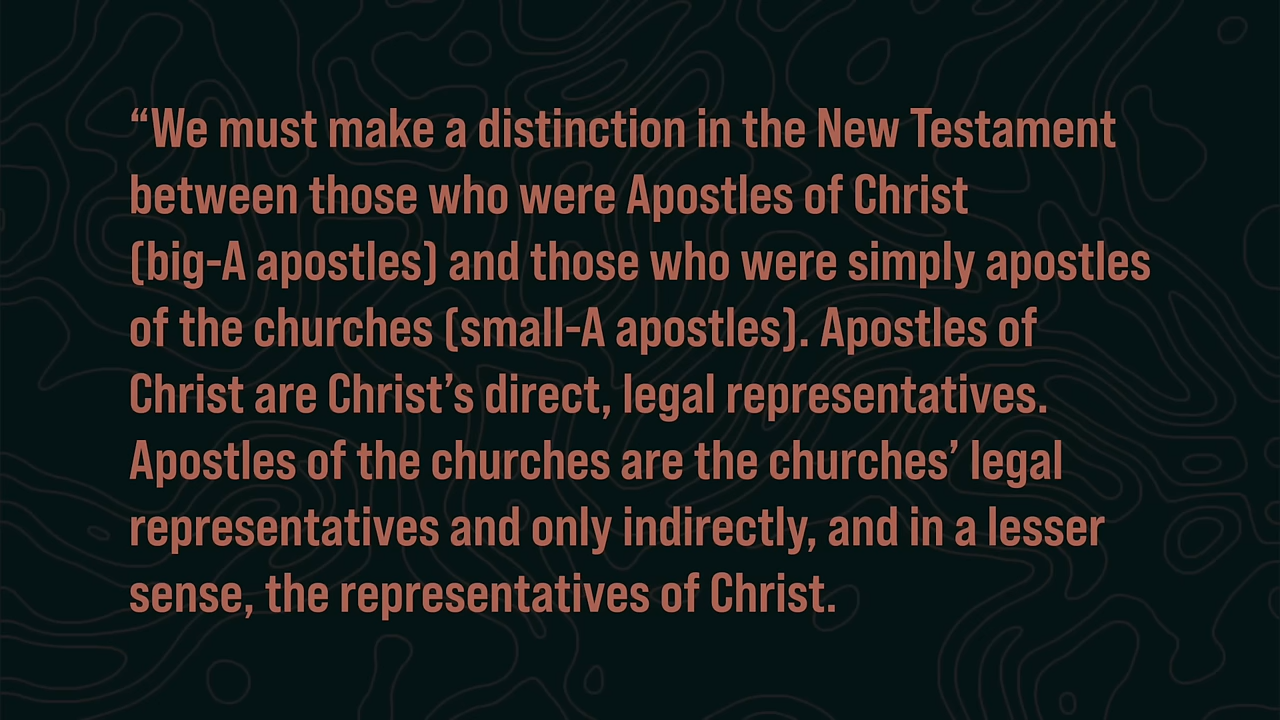 “We must make a distinction in the New Testament
between those who were Apostles of Christ
(big-A apostles) and those who were simply apostles
of the churches (small-A apostles). Apostles of
Christ are Christ’s direct, legal representatives.
Apostles of the churches are the churches’ legal
representatives and only indirectly, and in a lesser
sense, the representatives of Christ.